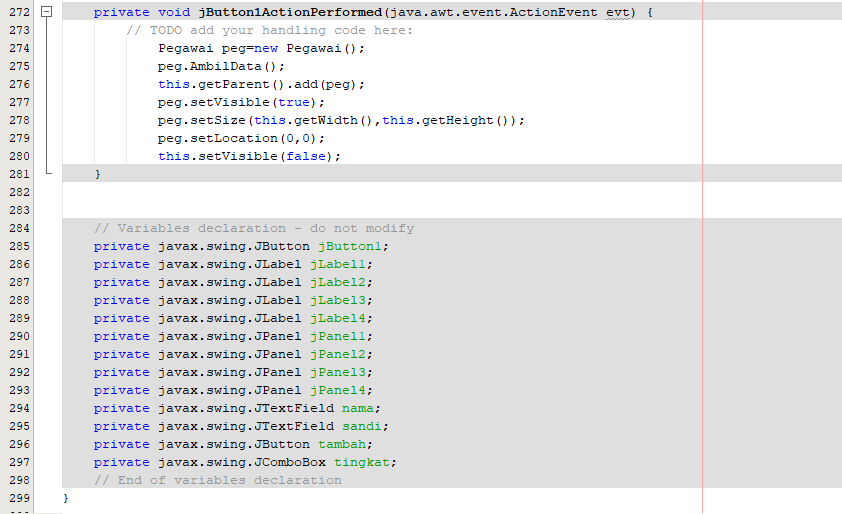 272 private void jButton1ActionPerformed(java.awt.event.ActionEvent evt) {
273 // TODO add your handling code here:
274 Pegawai peg=new Pegawai();
275 peg.AmbilData();
276 this.getParent().add(peg);
277 peg.setVisible(true);
278 peg.setSize(this.getWidth(),this.getHeight());
279 peg.setLocation(0,0);
280 this.setVisible(false);
281 }
282
283
284 // Variables declaration - do not modify
285 private javax.swing.JButton jButton1;
286 private javax.swing.JLabel jLabel1;
287 private javax.swing.JLabel jLabel2;
288 private javax.swing.JLabel jLabel3;
289 private javax.swing.JLabel jLabel4;
290 private javax.swing.JPanel jPanel1;
291 private javax.swing.JPanel jPanel2;
292 private javax.swing.JPanel jPanel3;
293 private javax.swing.JPanel jPanel4;
294 private javax.swing.JTextField nama;
295 private javax.swing.JTextField sandi;
296 private javax.swing.JButton tambah;
297 private javax.swing.JComboBox tingkat;
298 // End of variables declaration
299 }